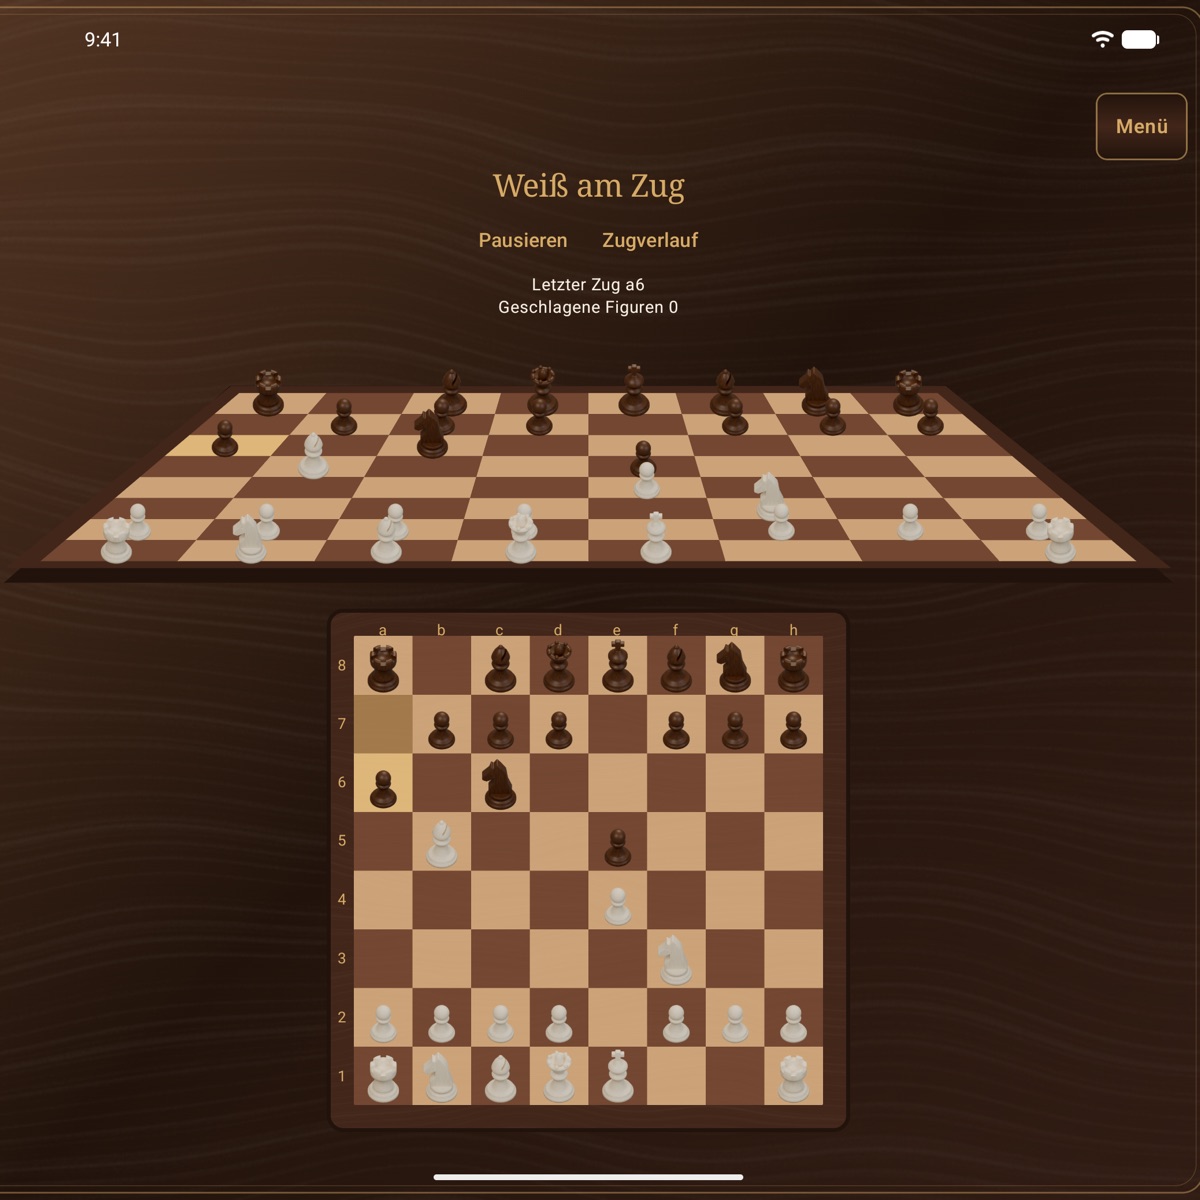 9:41
Menü
Weiß am Zug
Pausieren Zugverlauf
Letzter Zug a6
Geschlagene Figuren 0
a b c d e f g h
8
7
6
5
4
3
2
1